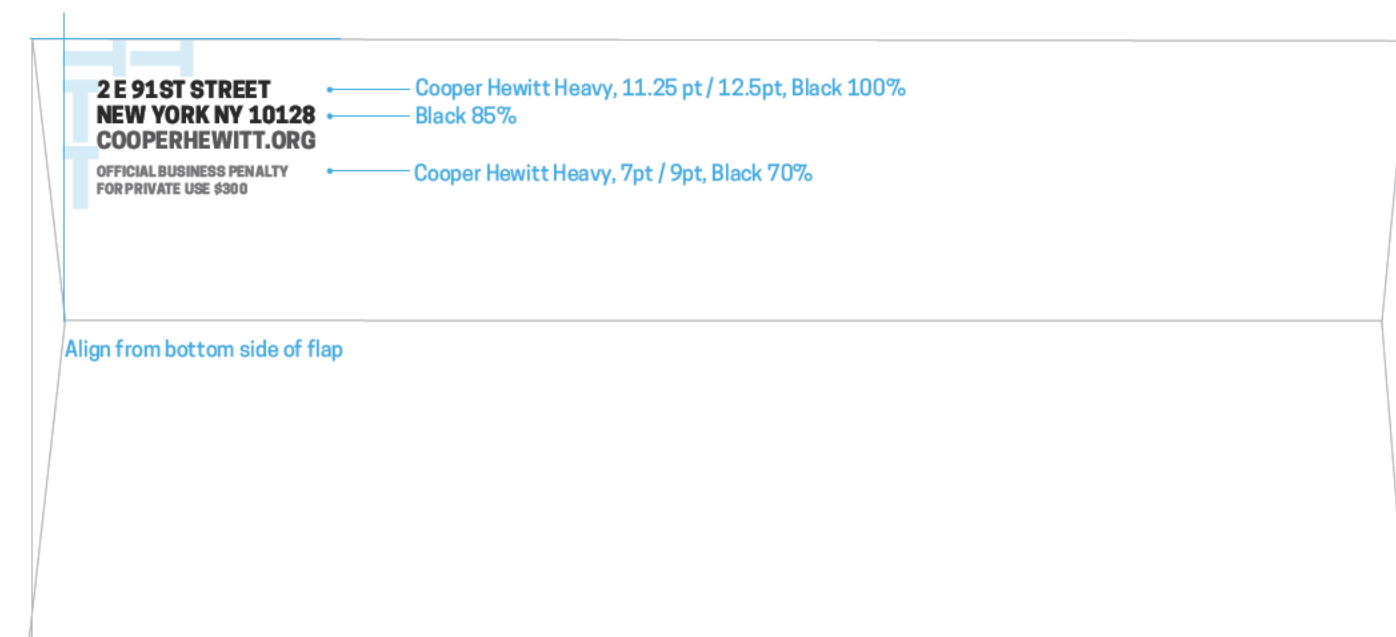 2 E 91ST STREET
Cooper Hewitt Heavy, 11.25 pt / 12.5pt, Black 100%
NEW YORK NY 10128
Black 85%
COOPERHEWITT.ORG
OFFICIAL BUSINESS PENALTY
Cooper Hewitt Heavy, 7pt / 9pt, Black 70%
FOR PRIVATE USE $300
Align from bottom side of flap